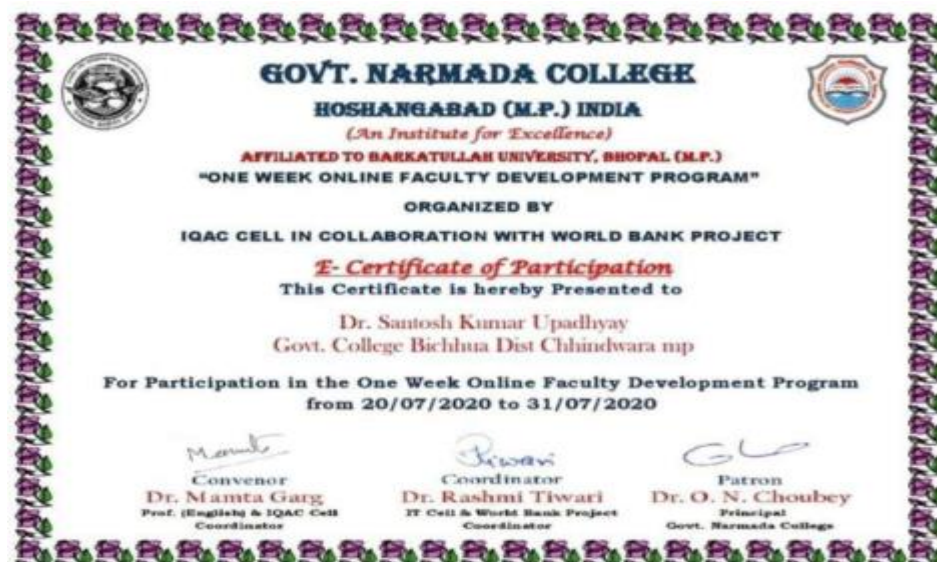 GOVT. NARMADA COLLEGE
HOSHANGABAD (M.P.) INDIA
(An Institute for Excellence)
AFFILIATED TO BARKATULLAH UNIVERSITY, BHOPAL (M.P.)
"ONE WEEK ONLINE FACULTY DEVELOPMENT PROGRAM"
ORGANIZED BY
IQAC CELL IN COLLABORATION WITH WORLD BANK PROJECT
E- Certificate of Participation
This Certificate is hereby Presented to
Dr. Santosh Kumar Upadhyay
Govt. College Bichhua Dist Chhindwara mp
For Participation in the One Week Online Faculty Development Program
from 20/07/2020 to 31/07/2020
Convenor Coordinator Patron
Dr. Mamta Garg Dr. Rashmi Tiwari Dr. O. N. Choubey
Prof. (English) & IQAC Cell IT Cell & World Bank Project Principal
Coordinator Coordinator Govt. Narmada College